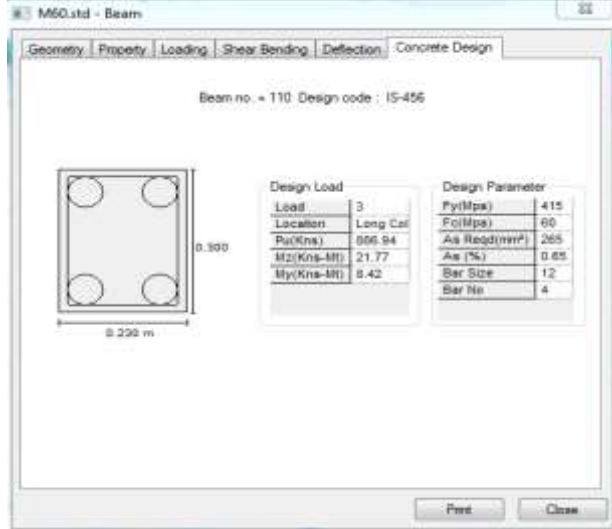 M60.std - Beam
Geometry Property Loading Shear Bending Deflection Concrete Design
Beam no. = 110 Design code : IS-456
0.300
0.230 m
Design Load
Load 3
Location Long Col
Pu(Kns) 886.94
Mz(Kns-Mt) 21.77
My(Kns-Mt) 8.42
Design Parameter
Fy(Mpa) 415
Fc(Mpa) 60
As Reqd(mm²) 265
As (%) 0.65
Bar Size 12
Bar No 4
Print Close